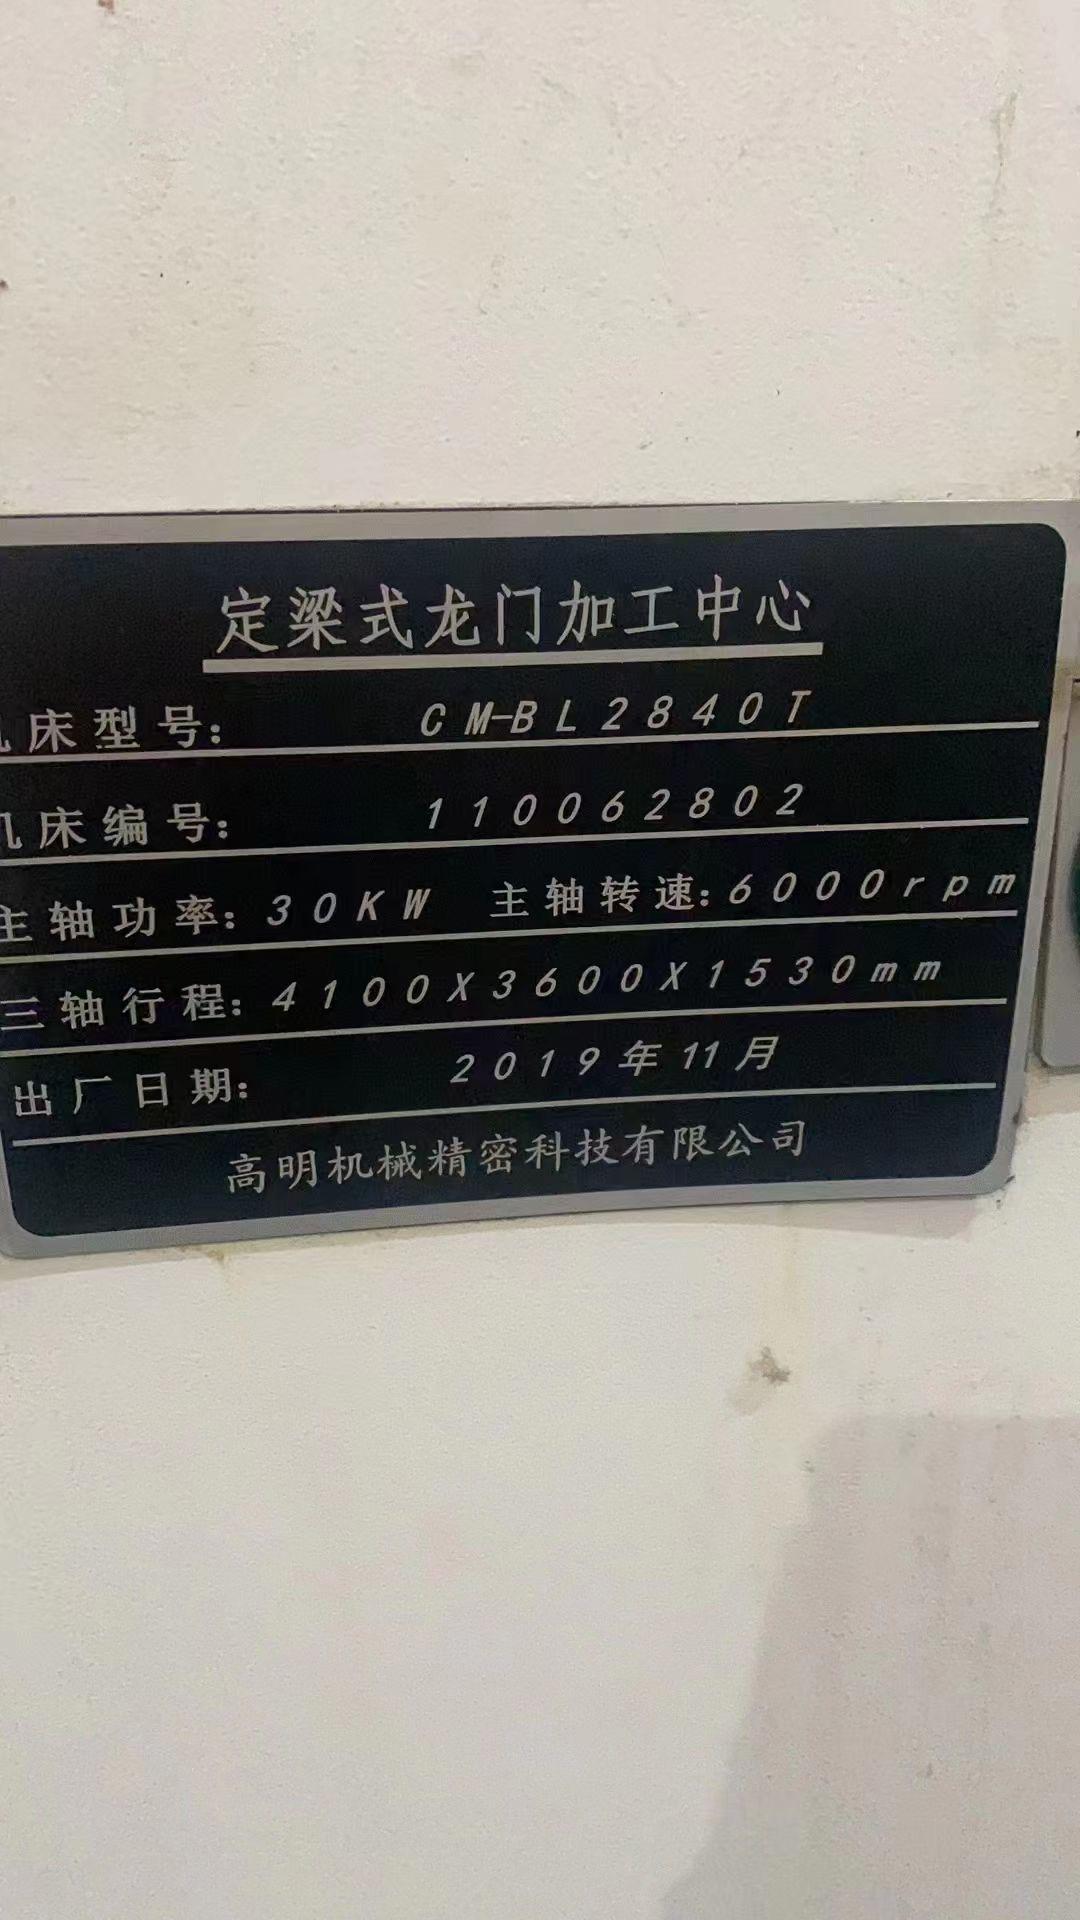 定梁式龙门加工中心
机床型号: CM-BL2840T
机床编号: 110062802
主轴功率: 30KW 主轴转速: 6000rpm
三轴行程: 4100X3600X1530mm
出厂日期: 2019年11月
高明机械精密科技有限公司